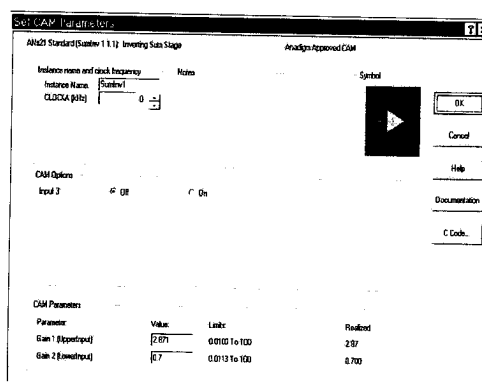 Set CAM Parameters
ANx21 Standard (SumInv 1.1.1): Inverting Sum Stage
Anadigm Approved CAM
Instance name and clock frequency
Notes
Symbol
Instance Name: SumInv1
CLOCKA (kHz) 0
OK
Cancel
Help
Documentation
C Code...
CAM Options
Input 3 Off On
CAM Parameters
Parameter Value: Limits: Realized
Gain 1 (UpperInput) 2.871 0.0100 To 100 2.87
Gain 2 (LowerInput) 0.7 0.0113 To 100 0.700